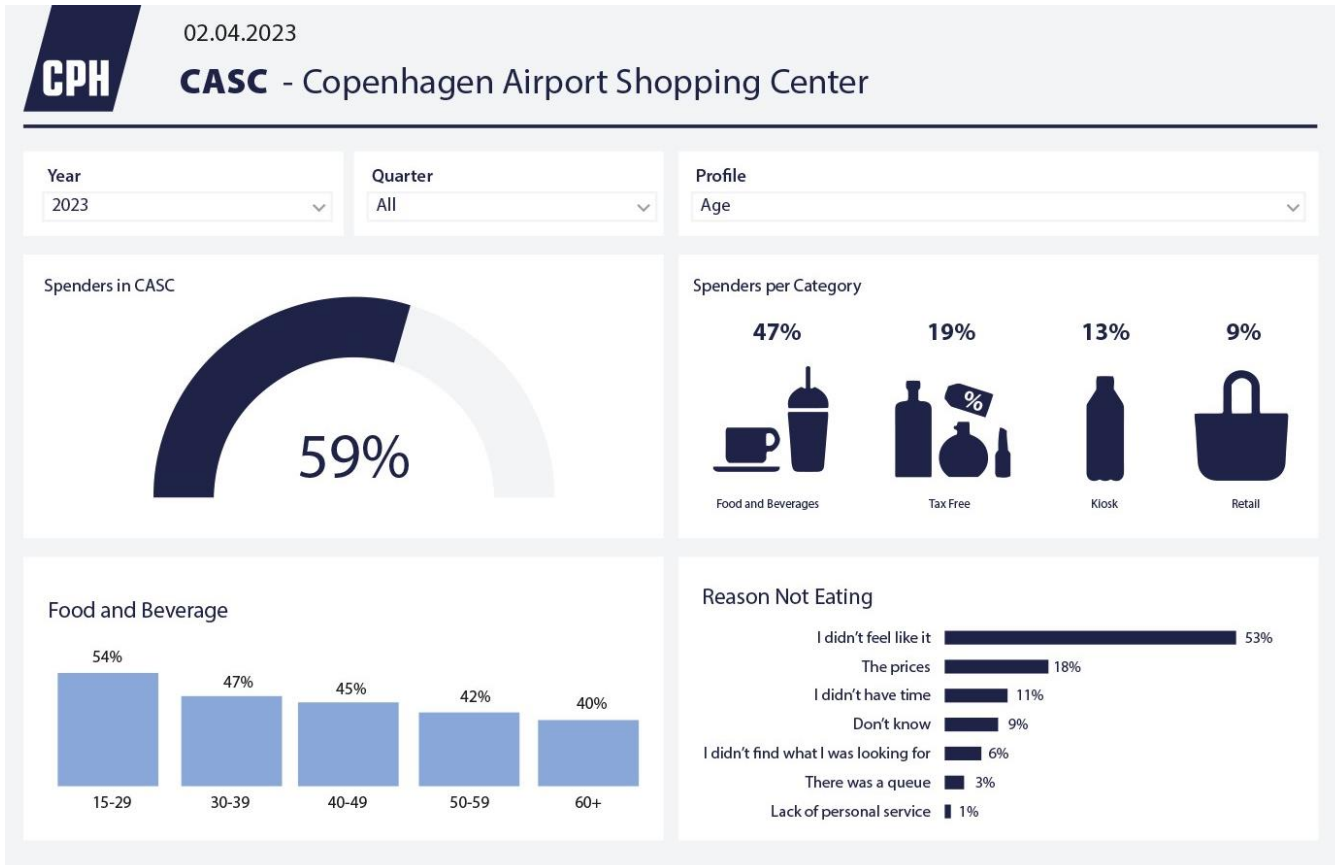 CPH
02.04.2023
CASC - Copenhagen Airport Shopping Center
Year
2023
Quarter
All
Profile
Age
Spenders in CASC
59%
Spenders per Category
47%
19%
13%
9%
%
Food and Beverages
Tax Free
Kiosk
Retail
Food and Beverage
54%
47%
45%
42%
40%
15-29
30-39
40-49
50-59
60+
Reason Not Eating
I didn't feel like it 53%
The prices 18%
I didn't have time 11%
Don't know 9%
I didn't find what I was looking for 6%
There was a queue 3%
Lack of personal service 1%